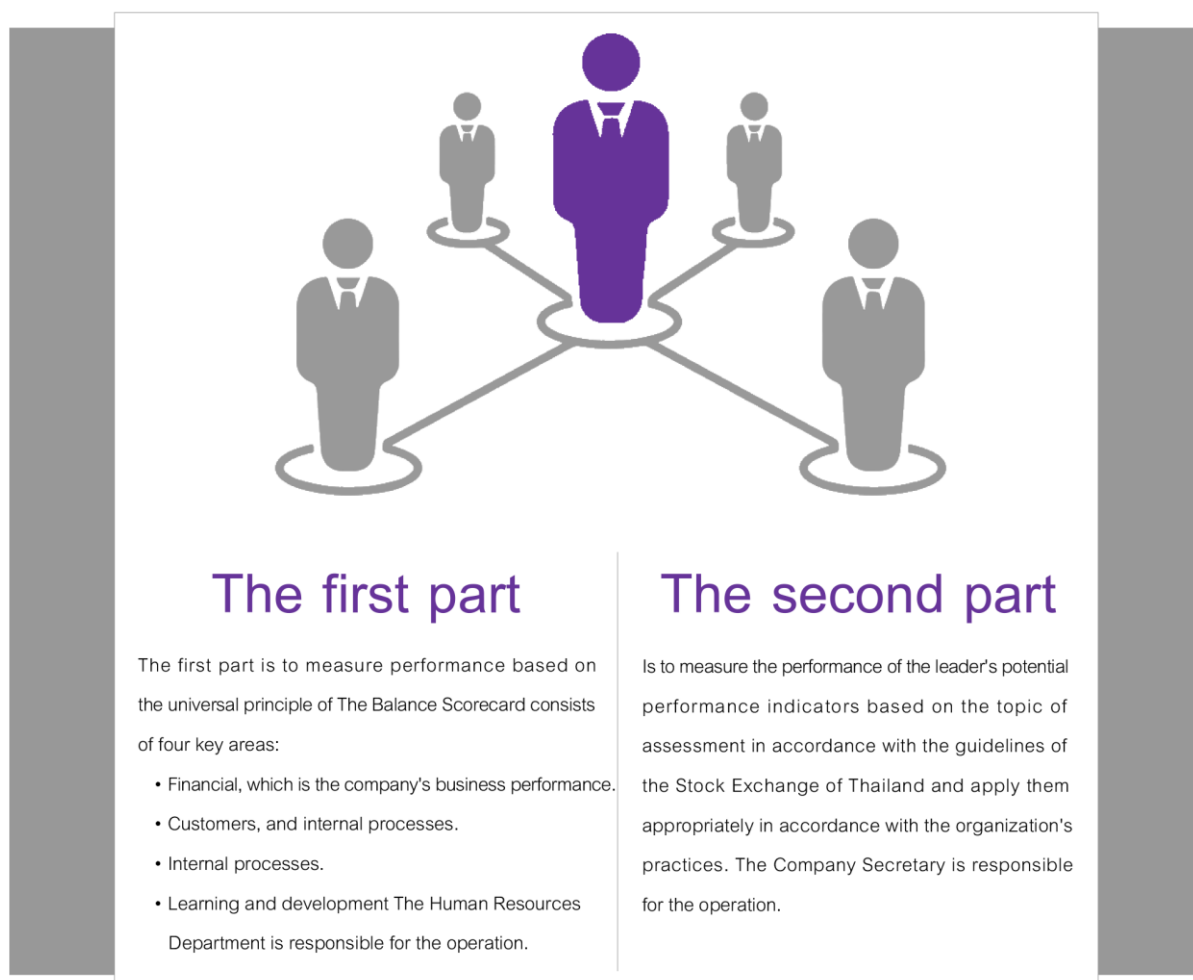 The first part
The first part is to measure performance based on
the universal principle of The Balance Scorecard consists
of four key areas:
• Financial, which is the company's business performance.
• Customers, and internal processes.
• Internal processes.
• Learning and development The Human Resources
Department is responsible for the operation.
The second part
Is to measure the performance of the leader's potential
performance indicators based on the topic of
assessment in accordance with the guidelines of
the Stock Exchange of Thailand and apply them
appropriately in accordance with the organization's
practices. The Company Secretary is responsible
for the operation.